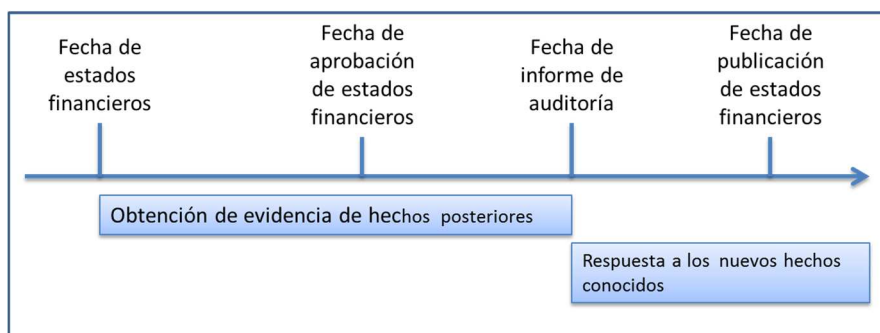 Fecha de
estados
financieros
Fecha de
aprobación
de estados
financieros
Fecha de
informe de
auditoría
Fecha de
publicación
de estados
financieros
Obtención de evidencia de hechos posteriores
Respuesta a los nuevos hechos
conocidos